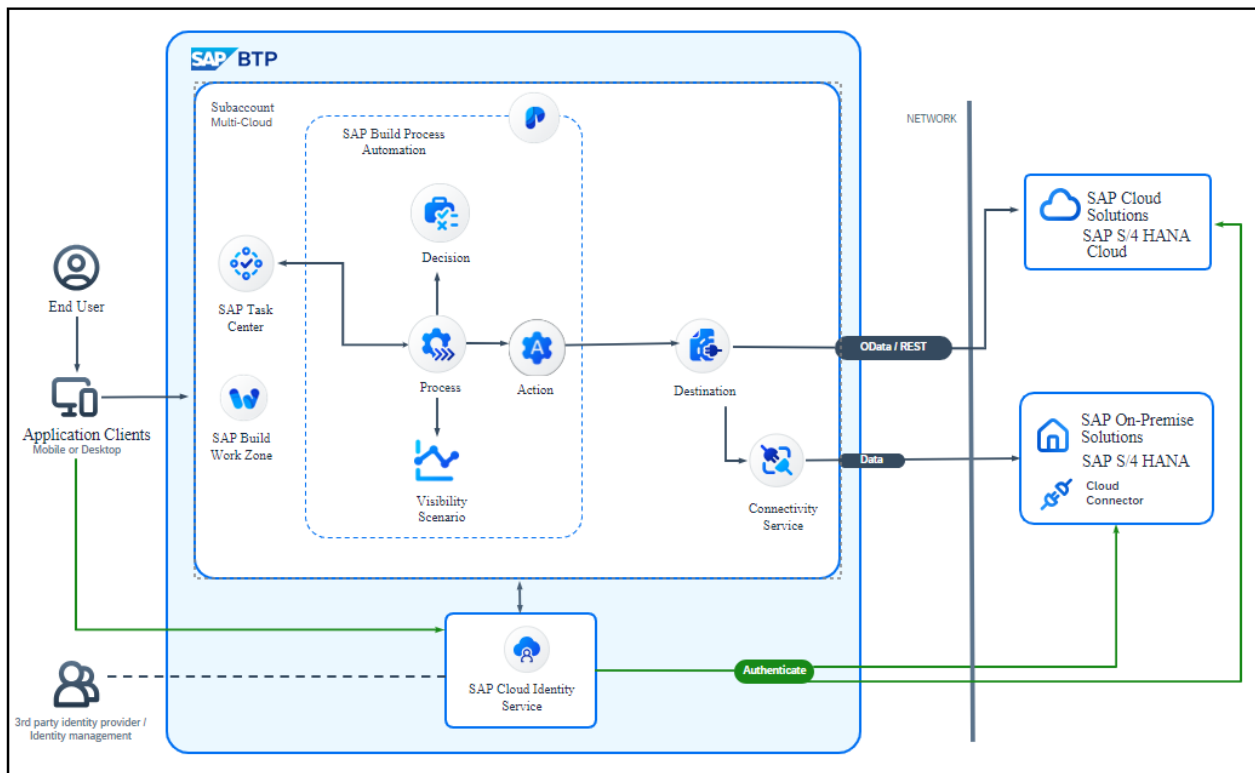 SAP BTP
Subaccount
Multi-Cloud
SAP Build Process
Automation
NETWORK
Decision
SAP Task
Center
End User
Process
Action
Destination
OData / REST
SAP Cloud
Solutions
SAP S/4 HANA
Cloud
Application Clients
Mobile or Desktop
SAP Build
Work Zone
Visibility
Scenario
Connectivity
Service
Data
SAP On-Premise
Solutions
SAP S/4 HANA
Cloud
Connector
SAP Cloud Identity
Service
Authenticate
3rd party identity provider /
Identity management